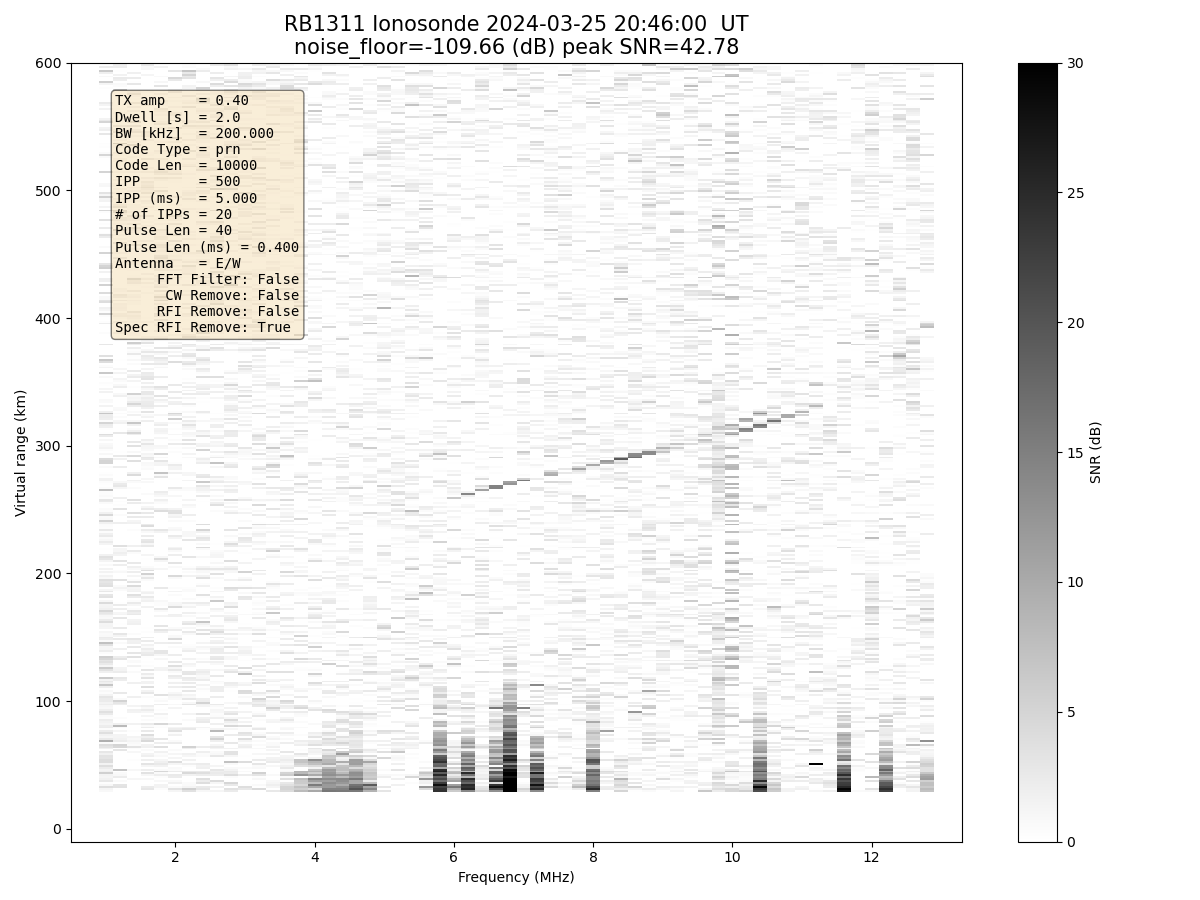 RB1311 Ionosonde 2024-03-25 20:46:00  UT
noise_floor=-109.66 (dB) peak SNR=42.78
600
500
400
300
200
100
0
Virtual range (km)
TX amp    = 0.40
Dwell [s] = 2.0
BW [kHz]  = 200.000
Code Type = prn
Code Len  = 10000
IPP       = 500
IPP (ms)  = 5.000
# of IPPs = 20
Pulse Len = 40
Pulse Len (ms) = 0.400
Antenna   = E/W
FFT Filter: False
CW Remove: False
RFI Remove: False
Spec RFI Remove: True
2 4 6 8 10 12
Frequency (MHz)
30
25
20
15
10
5
0
SNR (dB)